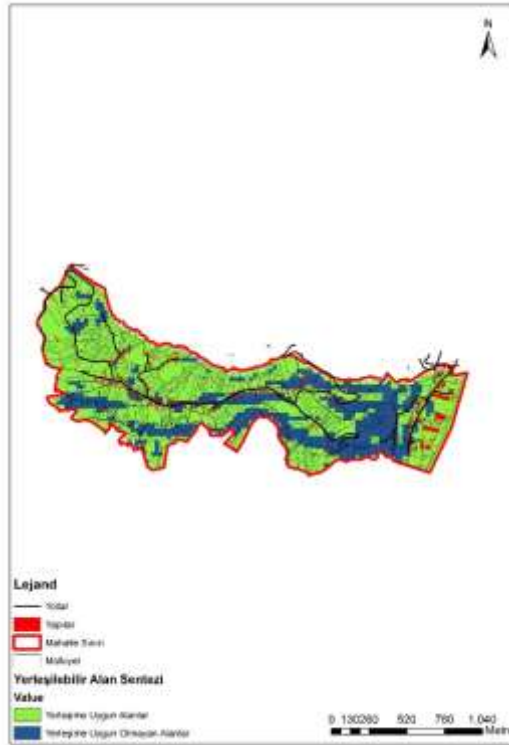 N
Lejand
Yollar
Yapılar
Mahalle Sınırı
Mülkiyet
Yerleşilebilir Alan Sentezi
Value
Yerleşime Uygun Alanlar
Yerleşime Uygun Olmayan Alanlar
0 130260 520 780 1.040